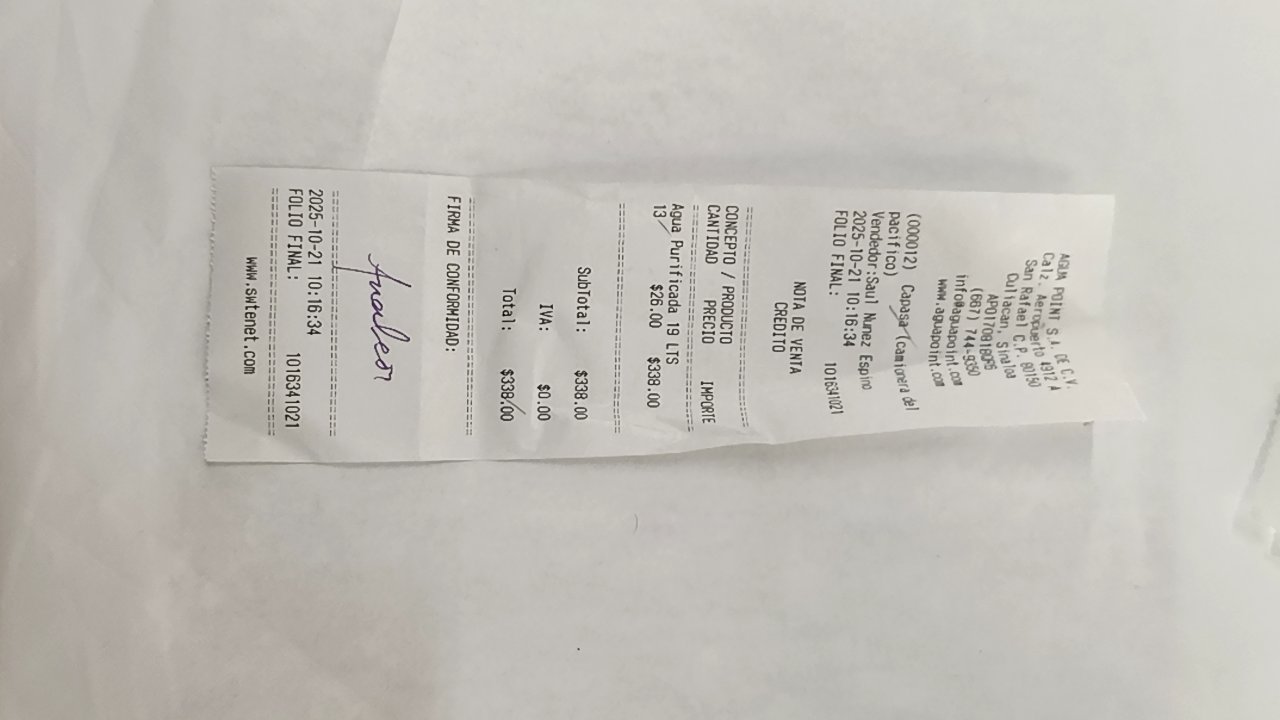 AGUA POINT S.A. DE C.V.
Calz. Aeropuerto 4912 A
San Rafael C.P. 80150
Culiacan, Sinaloa
APO170918QP6
(667) 744-9350
info@aguapoint.com
www.aguapoint.com
(000012) Capasa (camionera del
pacifico)
Vendedor:Saul Nunez Espino
2025-10-21 10:16:34
FOLIO FINAL: 1016341021
NOTA DE VENTA
CREDITO
CONCEPTO / PRODUCTO
CANTIDAD PRECIO IMPORTE
Agua Purificada 19 LTS
13 $26.00 $338.00
SubTotal: $338.00
IVA: $0.00
Total: $338.00
FIRMA DE CONFORMIDAD:
2025-10-21 10:16:34
FOLIO FINAL: 1016341021
www.swtenet.com